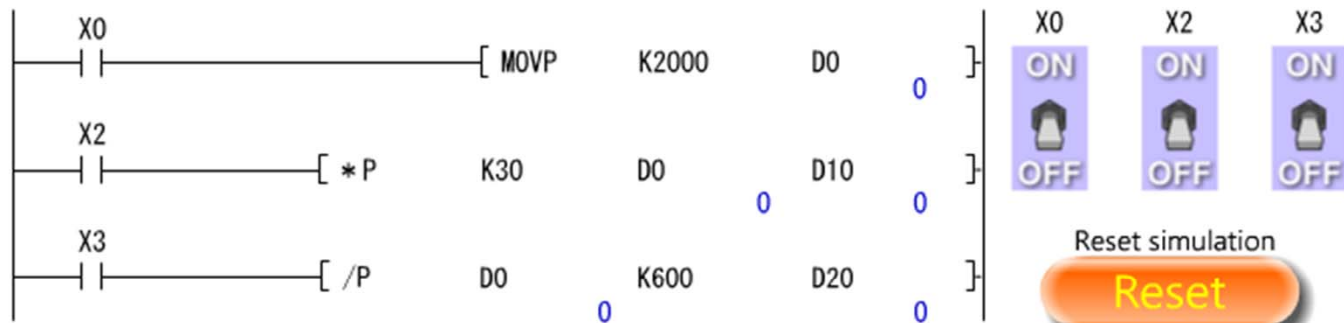 X0 X0 X2 X3
[ MOVP K2000 D0 ] ON ON ON
0
X2
[ *P K30 D0 D10 ] OFF OFF OFF
0 0
X3 Reset simulation
[ /P D0 K600 D20 ] Reset
0 0